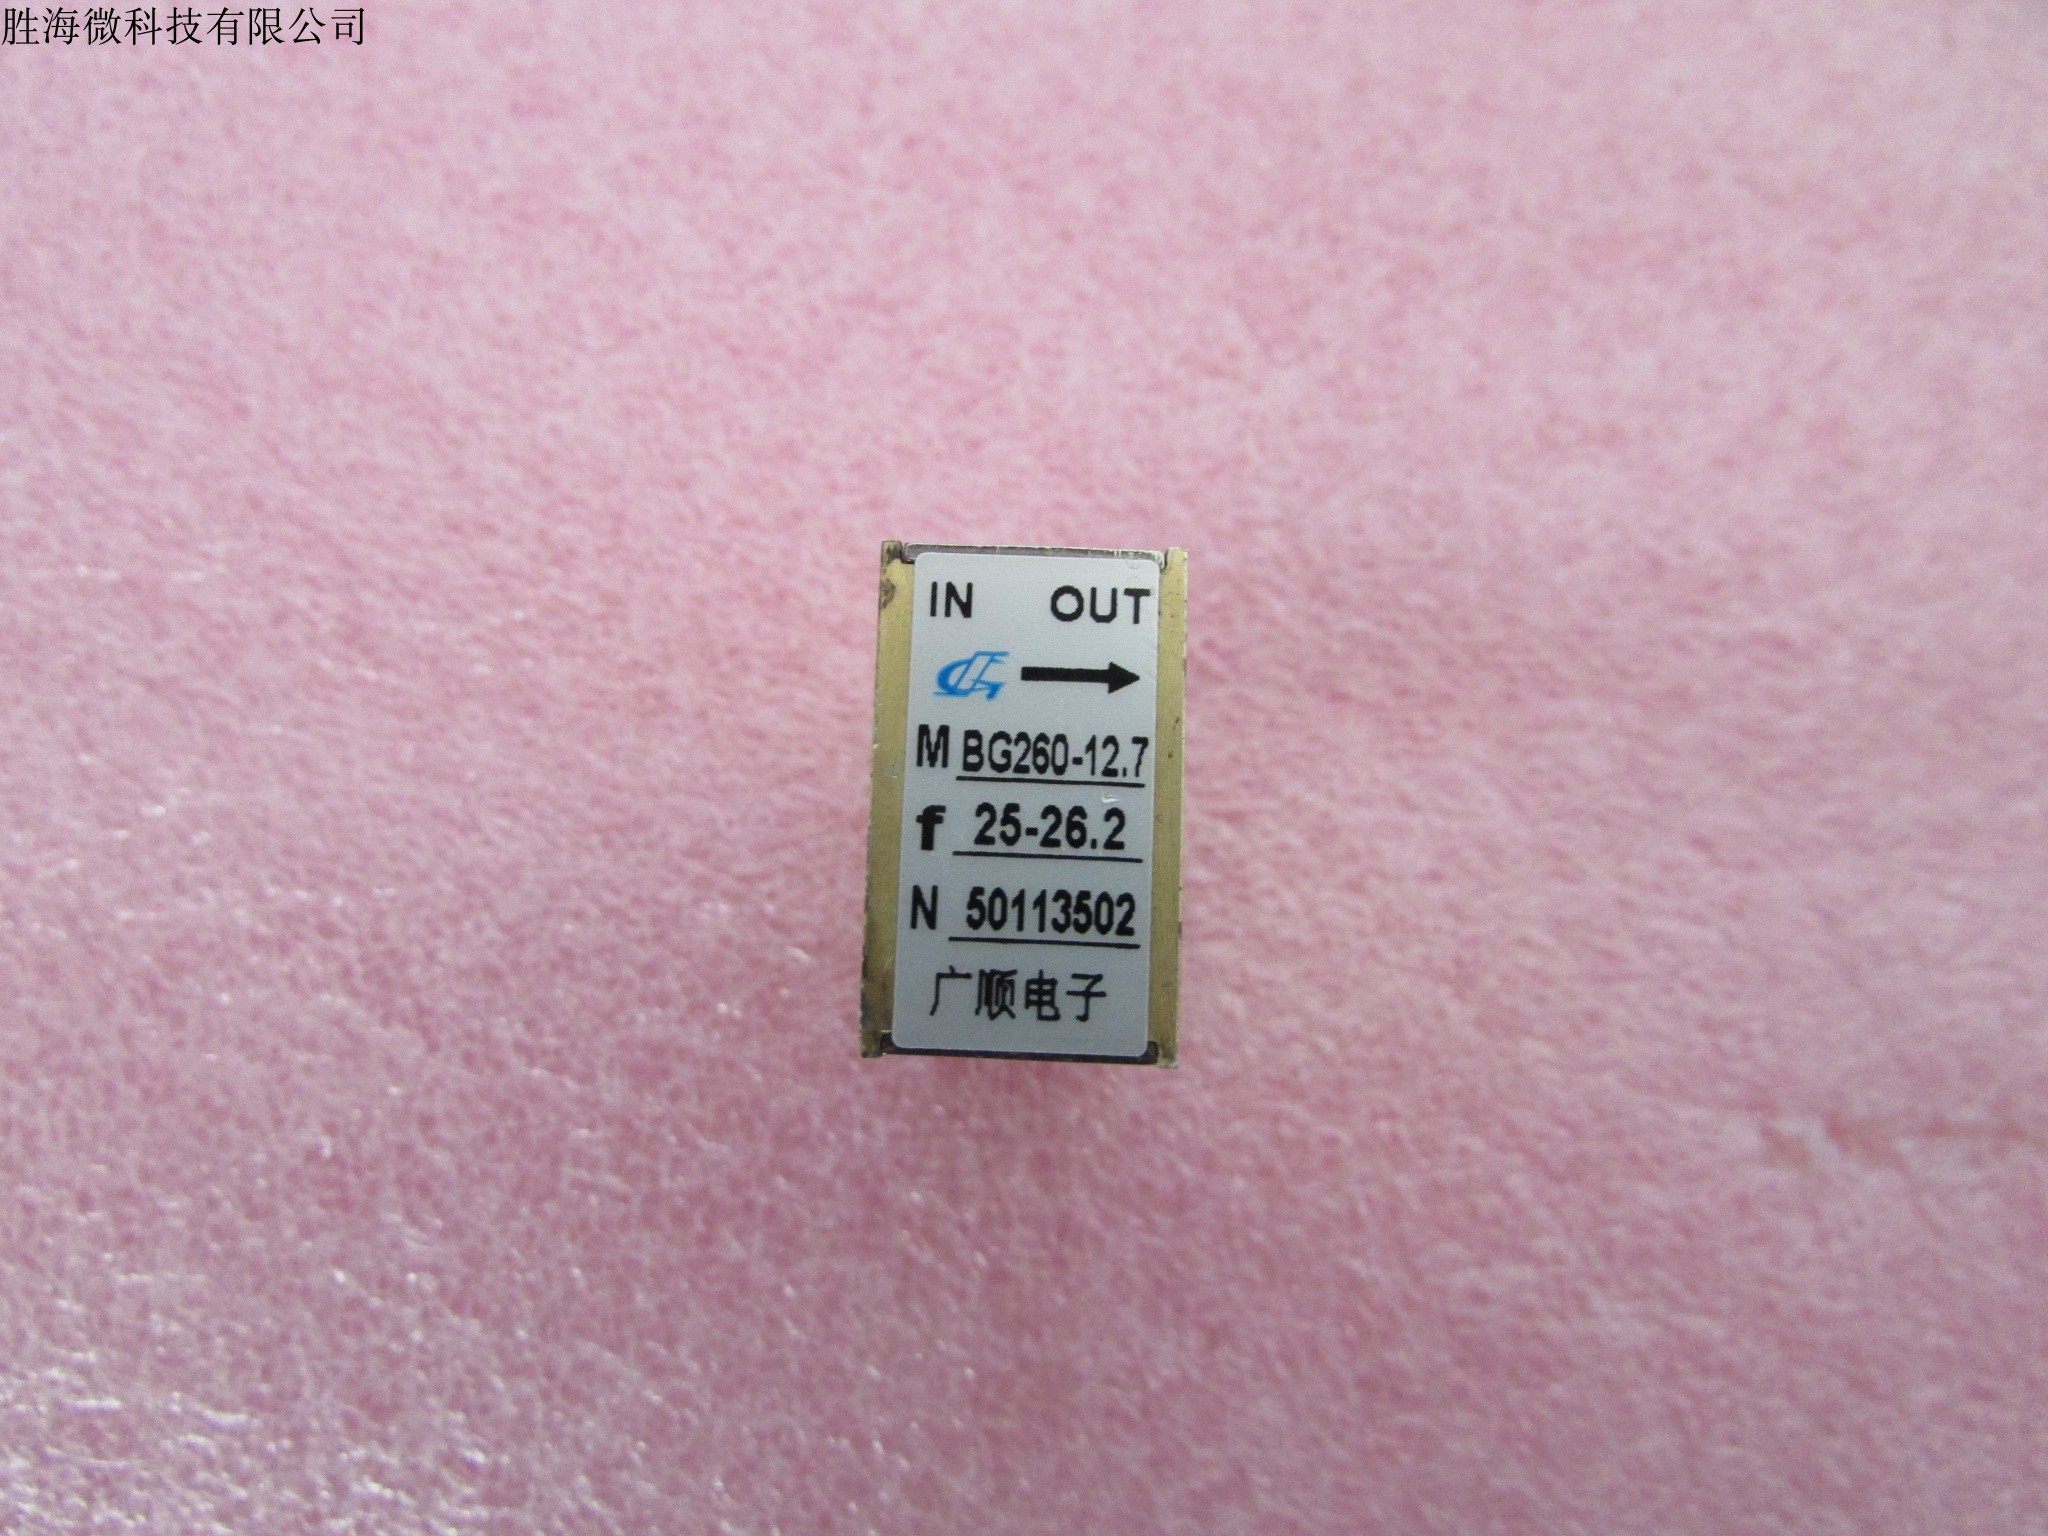 胜海微科技有限公司
IN OUT
M BG260-12.7
f 25-26.2
N 50113502
广顺电子